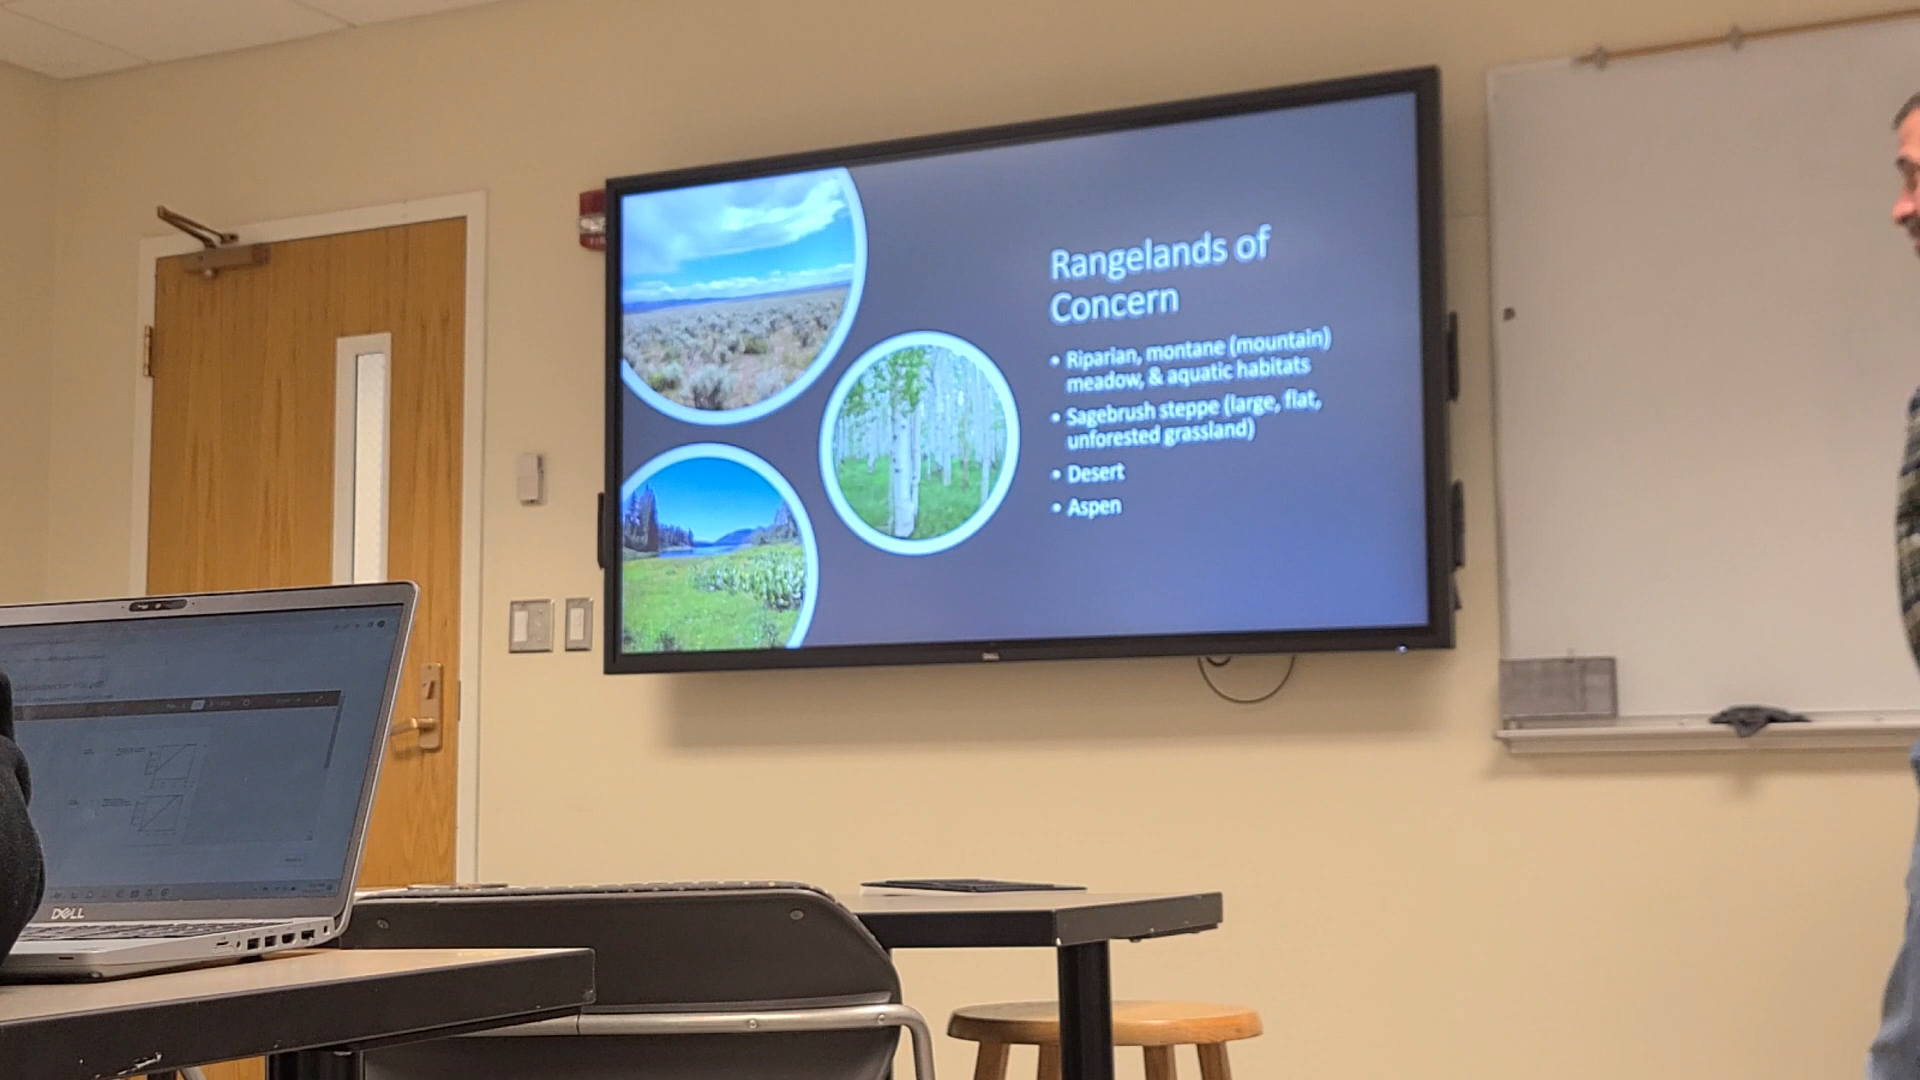 Rangelands of
Concern
• Riparian, montane (mountain)
meadow, & aquatic habitats
• Sagebrush steppe (large, flat,
unforested grassland)
• Desert
• Aspen
DELL